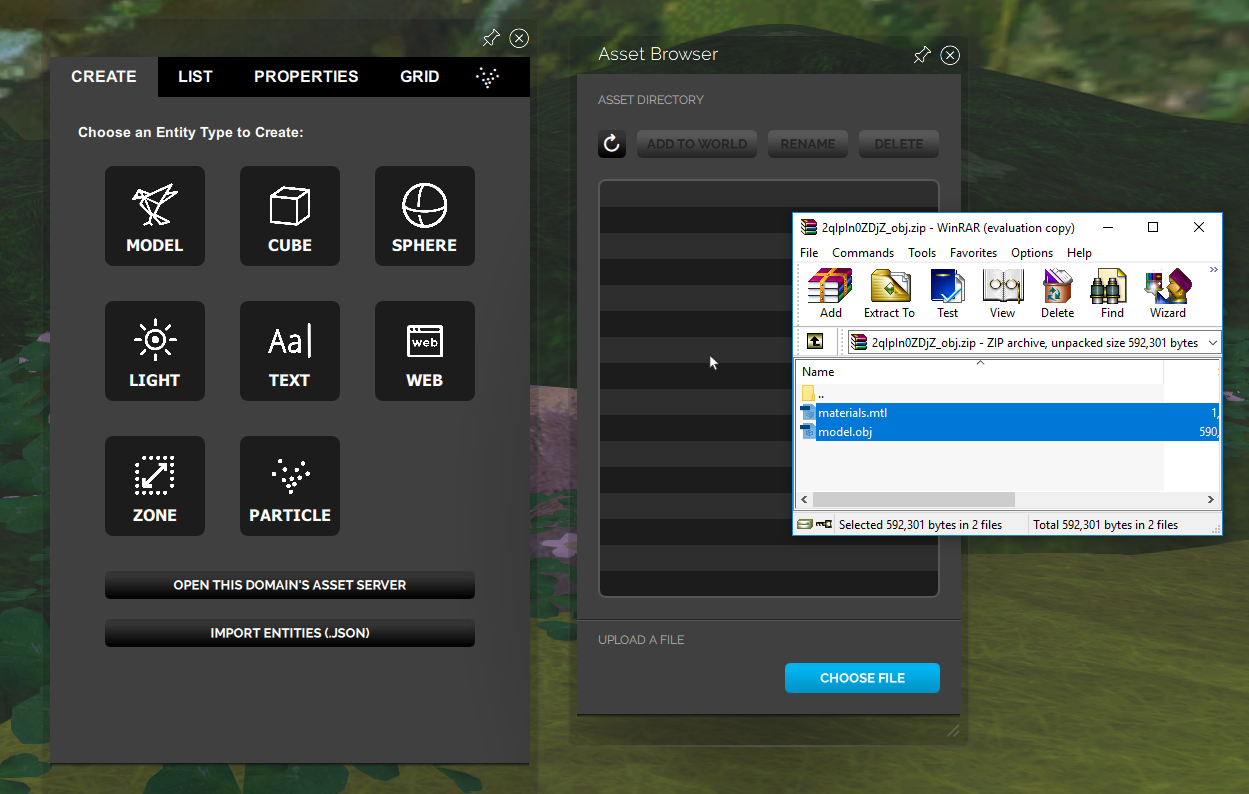 CREATE LIST PROPERTIES GRID
Choose an Entity Type to Create:
MODEL CUBE SPHERE
Aa
web
LIGHT TEXT WEB
ZONE PARTICLE
OPEN THIS DOMAIN'S ASSET SERVER
IMPORT ENTITIES (.JSON)
Asset Browser
ASSET DIRECTORY
ADD TO WORLD RENAME DELETE
UPLOAD A FILE
CHOOSE FILE
2qlpln0ZDjZ_obj.zip - WinRAR (evaluation copy)
File Commands Tools Favorites Options Help
Add Extract To Test View Delete Find Wizard
2qlpln0ZDjZ_obj.zip - ZIP archive, unpacked size 592,301 bytes
Name
..
materials.mtl 1,
model.obj 590,
Selected 592,301 bytes in 2 files Total 592,301 bytes in 2 files